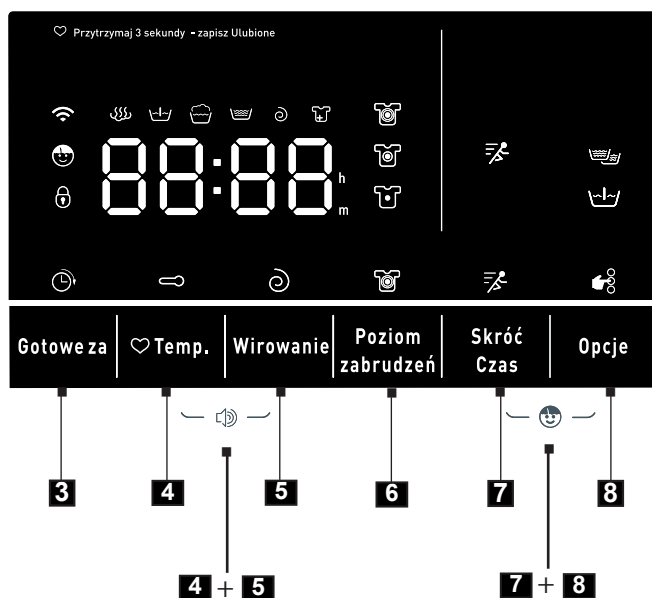 ♡ Przytrzymaj 3 sekundy - zapisz Ulubione
88:88 h
m
Gotowe za
♡ Temp.
Wirowanie
Poziom
zabrudzeń
Skróć
Czas
Opcje
3
4
5
6
7
8
4 + 5
7 + 8